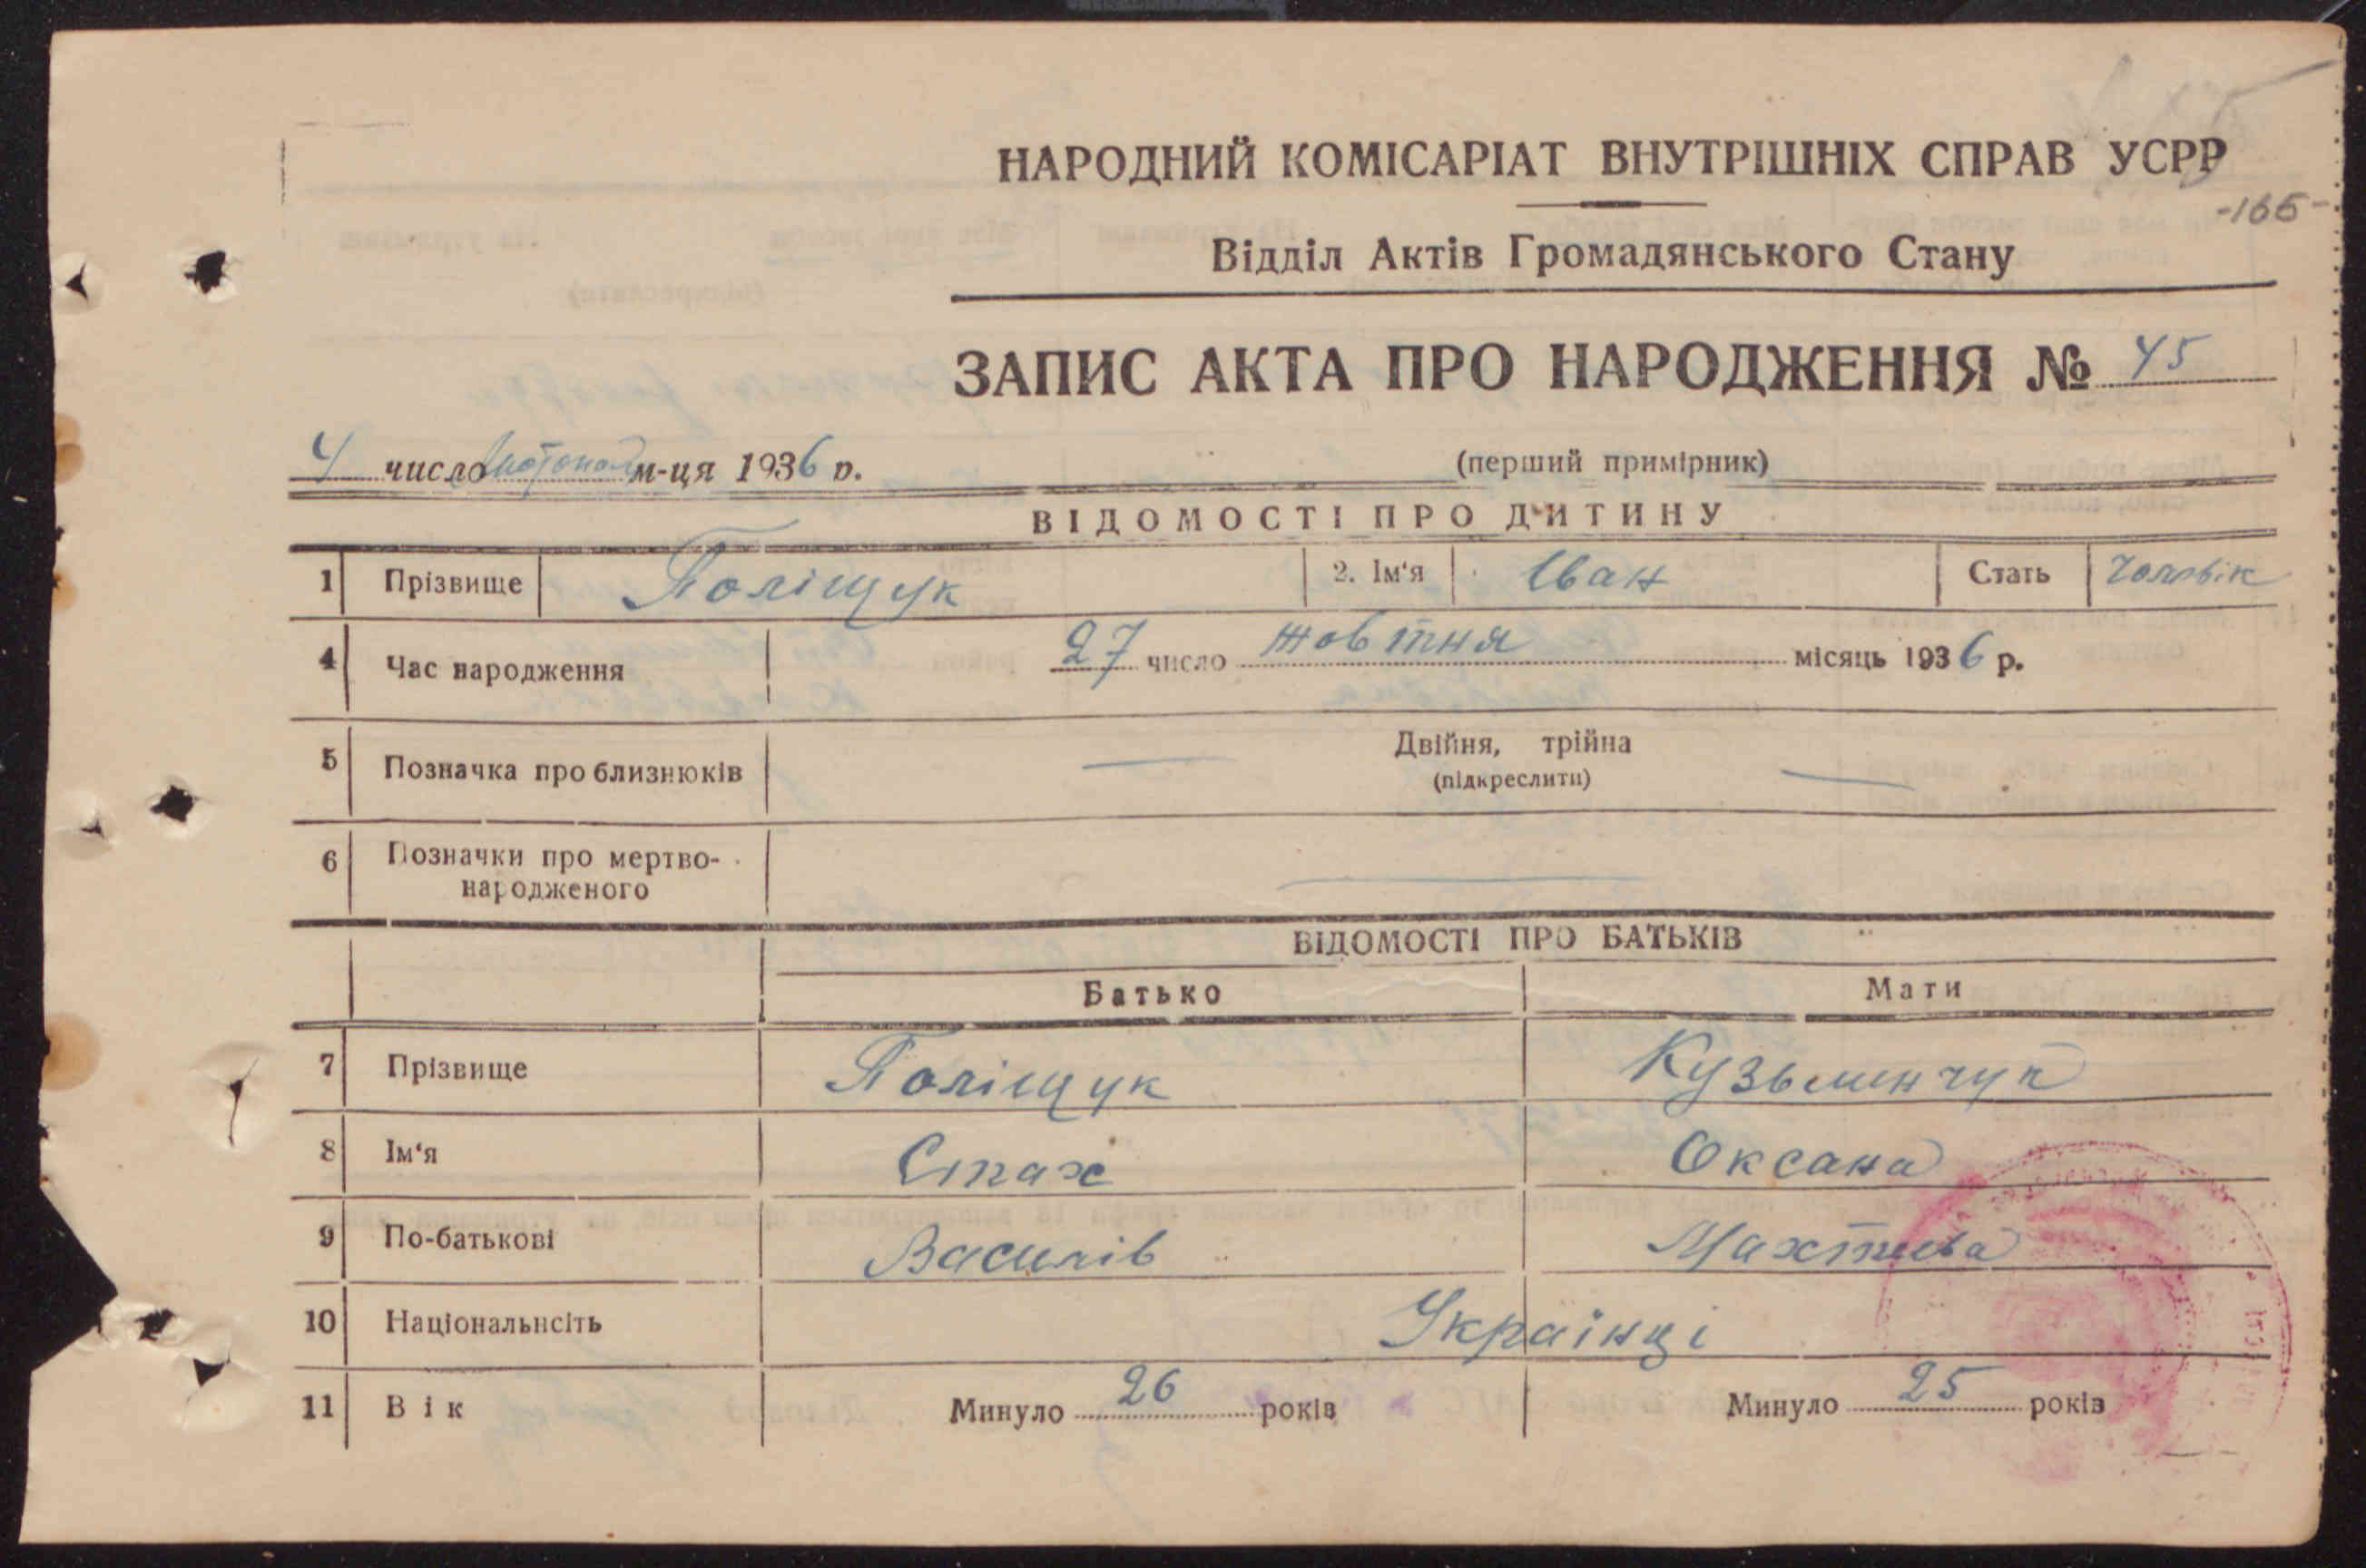 НАРОДНИЙ КОМІСАРІАТ ВНУТРІШНІХ СПРАВ УСРР
-165-
Відділ Актів Громадянського Стану
ЗАПИС АКТА ПРО НАРОДЖЕННЯ № 45
4 число листопад м-ця 1936 р. (перший примірник)
ВІДОМОСТІ ПРО ДИТИНУ
1 Прізвище Поліщук 2. Ім'я Іван Стать Чоловік
4 Час народження 27 число жовтня місяць 1936 р.
5 Позначка про близнюків Двійня, трійна
(підкреслити)
6 Позначки про мертво-
народженого
ВІДОМОСТІ ПРО БАТЬКІВ
Батько Мати
7 Прізвище Поліщук Кузьминчук
8 Ім'я Стах Оксана
9 По-батькові Василів
10 Національнсіть Українці
11 Вік Минуло 26 років Минуло 25 років